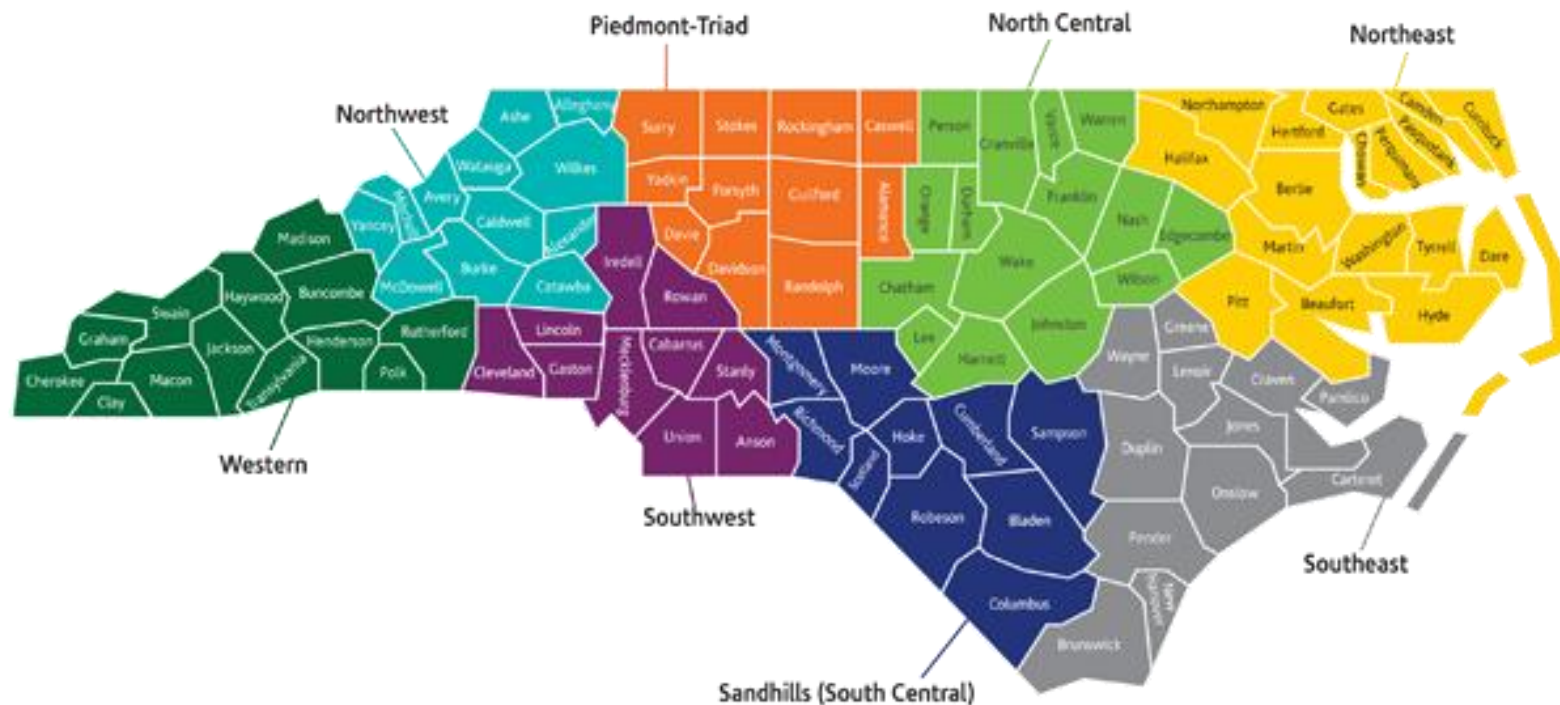 Piedmont-Triad
North Central
Northeast
Northwest
Ashe
Alleghany
Surry
Stokes
Rockingham
Caswell
Person
Granville
Vance
Warren
Northampton
Gates
Camden
Currituck
Hertford
Pasquotank
Perquimans
Chowan
Halifax
Watauga
Wilkes
Yadkin
Forsyth
Guilford
Alamance
Orange
Durham
Franklin
Nash
Edgecombe
Bertie
Avery
Mitchell
Yancey
Caldwell
Alexander
Davie
Davidson
Randolph
Iredell
Rowan
Chatham
Wake
Wilson
Martin
Washington
Tyrrell
Dare
Madison
McDowell
Burke
Catawba
Buncombe
Haywood
Swain
Graham
Jackson
Henderson
Rutherford
Polk
Transylvania
Macon
Cherokee
Clay
Cleveland
Lincoln
Gaston
Mecklenburg
Cabarrus
Stanly
Union
Anson
Montgomery
Moore
Lee
Harnett
Johnston
Pitt
Beaufort
Hyde
Wayne
Greene
Lenoir
Craven
Pamlico
Jones
Richmond
Scotland
Hoke
Cumberland
Sampson
Duplin
Onslow
Carteret
Robeson
Bladen
Pender
Columbus
Brunswick
New
Hanover
Western
Southwest
Southeast
Sandhills (South Central)